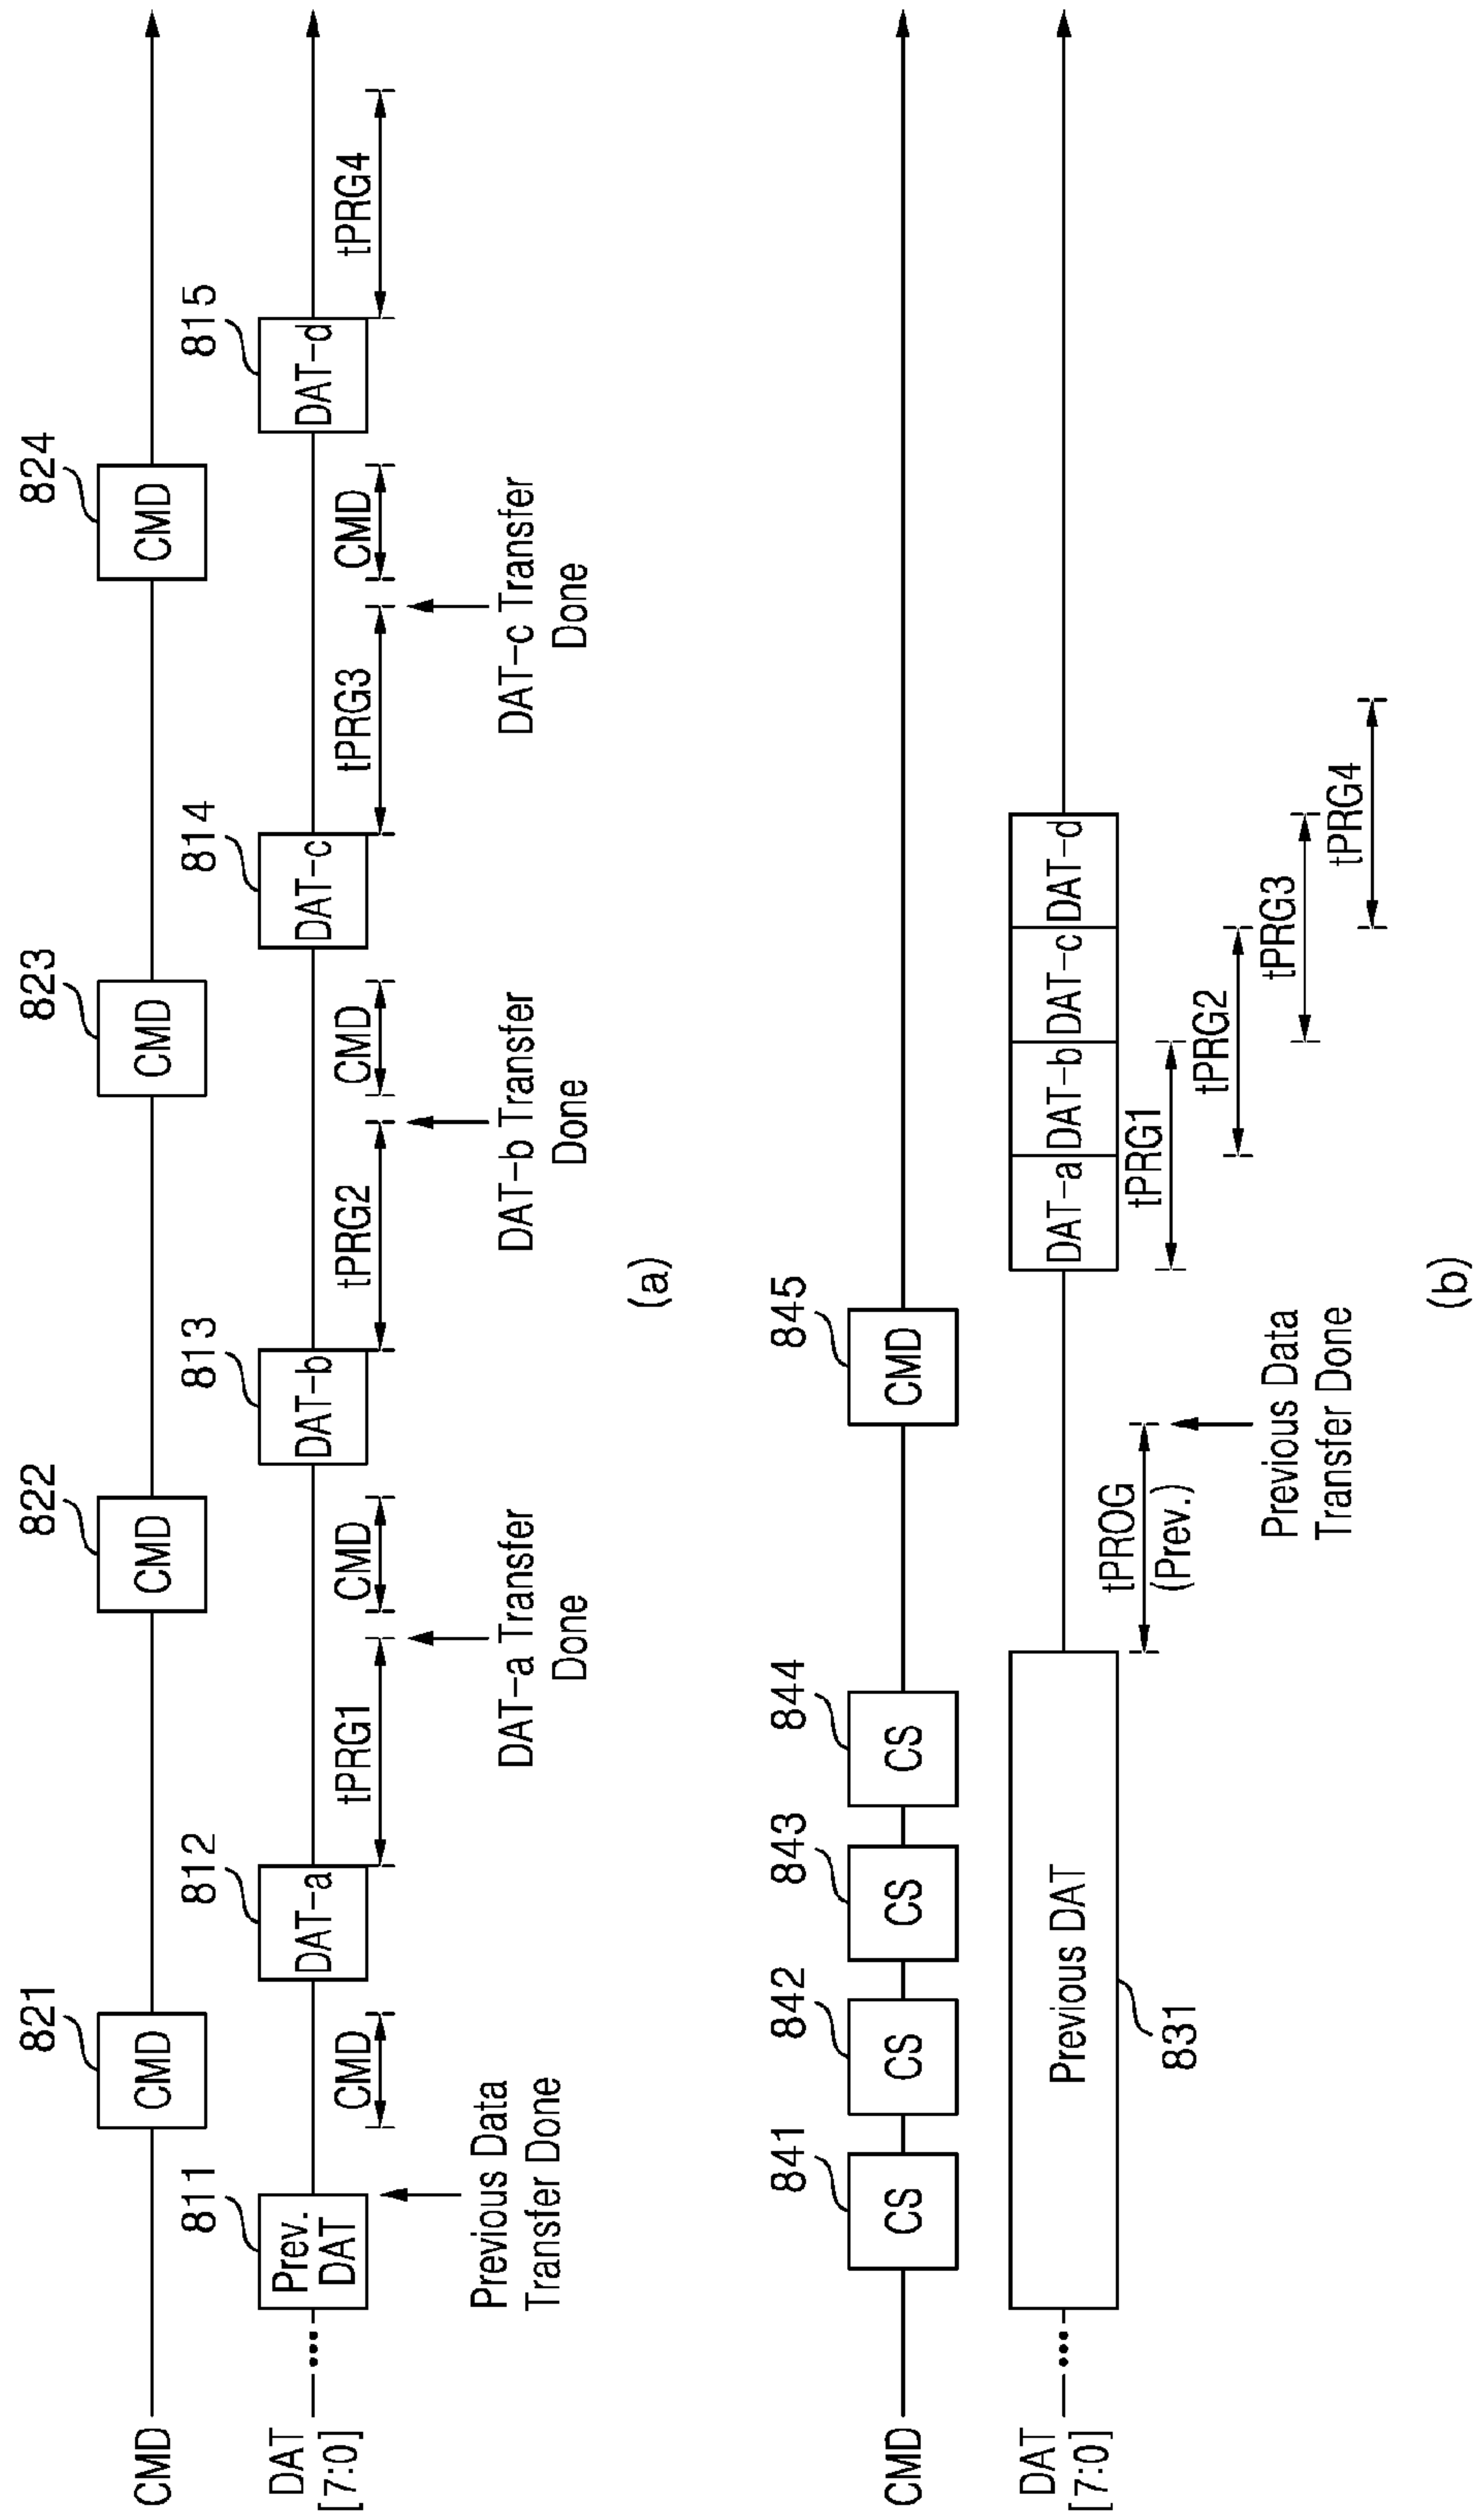 821
822
823
824
CMD
CMD
CMD
CMD
CMD
811
812
813
814
815
DAT
[7:0]
Prev.
DAT
DAT-a
DAT-b
DAT-c
DAT-d
CMD
tPRG1
CMD
tPRG2
CMD
tPRG3
CMD
tPRG4
Previous Data
Transfer Done
DAT-a Transfer
Done
DAT-b Transfer
Done
DAT-c Transfer
Done
(a)
841
842
843
844
845
CMD
CS
CS
CS
CS
CMD
DAT
[7:0]
Previous DAT
DAT-a
DAT-b
DAT-c
DAT-d
831
tPROG
(Prev.)
tPRG1
tPRG2
tPRG3
tPRG4
Previous Data
Transfer Done
(b)